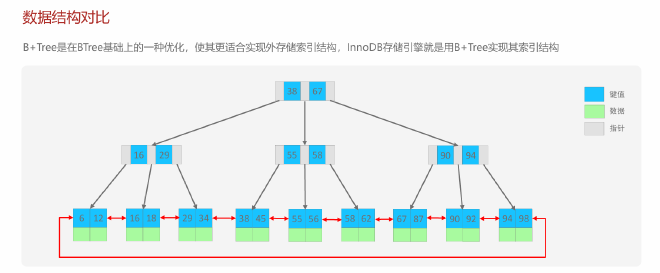 数据结构对比
B+Tree是在BTree基础上的一种优化，使其更适合实现外存储索引结构，InnoDB存储引擎就是用B+Tree实现其索引结构
38 67
键值
数据
指针
16 29 55 58 90 94
6 12 16 18 29 34 38 45 55 56 58 62 67 87 90 92 94 98